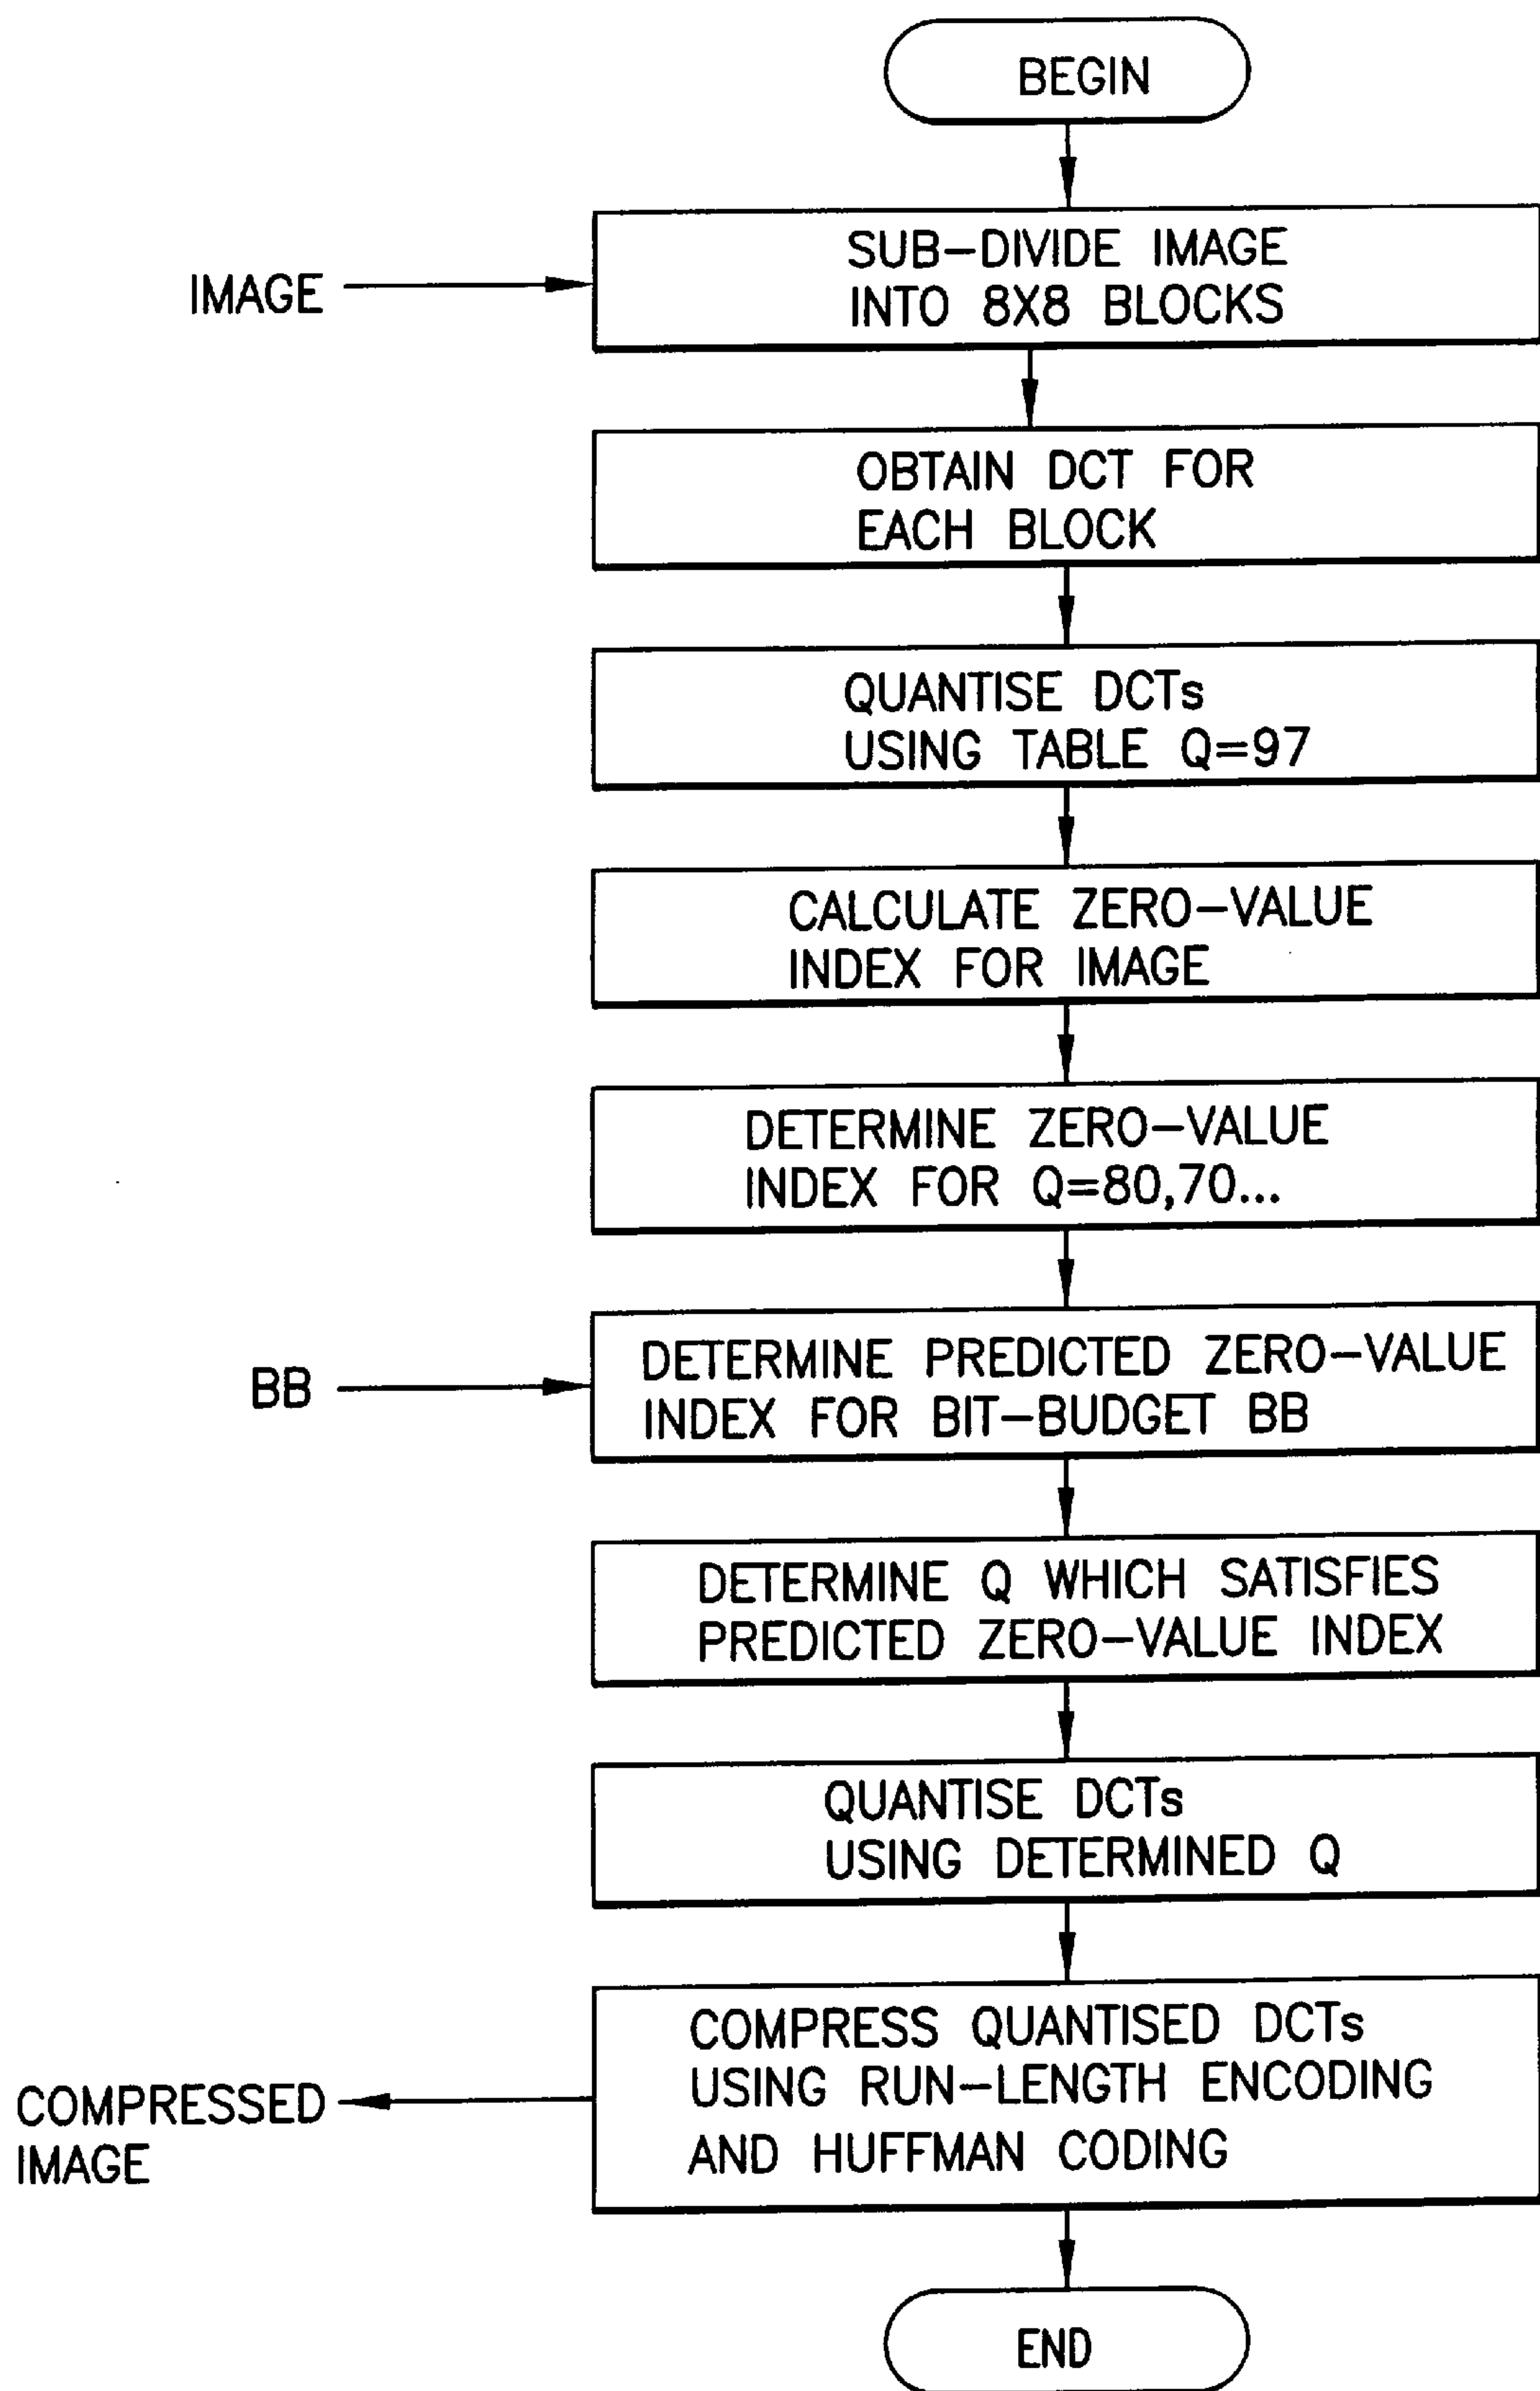 BEGIN
IMAGE
SUB-DIVIDE IMAGE
INTO 8X8 BLOCKS
OBTAIN DCT FOR
EACH BLOCK
QUANTISE DCTs
USING TABLE Q=97
CALCULATE ZERO-VALUE
INDEX FOR IMAGE
DETERMINE ZERO-VALUE
INDEX FOR Q=80,70...
BB
DETERMINE PREDICTED ZERO-VALUE
INDEX FOR BIT-BUDGET BB
DETERMINE Q WHICH SATISFIES
PREDICTED ZERO-VALUE INDEX
QUANTISE DCTs
USING DETERMINED Q
COMPRESS QUANTISED DCTs
USING RUN-LENGTH ENCODING
AND HUFFMAN CODING
COMPRESSED
IMAGE
END